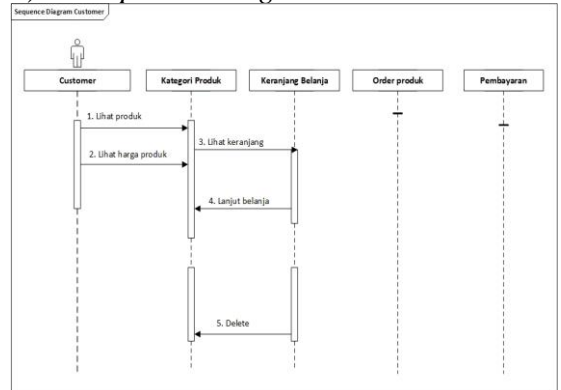 Sequence Diagram Customer
Customer
Kategori Produk
Keranjang Belanja
Order produk
Pembayaran
1. Lihat produk
3. Lihat keranjang
2. Lihat harga produk
4. Lanjut belanja
5. Delete